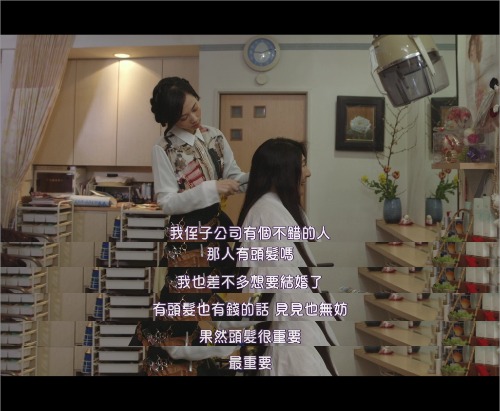 我侄子公司有個不錯的人
那人有頭髮嗎
我也差不多想要結婚了
有頭髮也有錢的話 見見也無妨
果然頭髮很重要
最重要